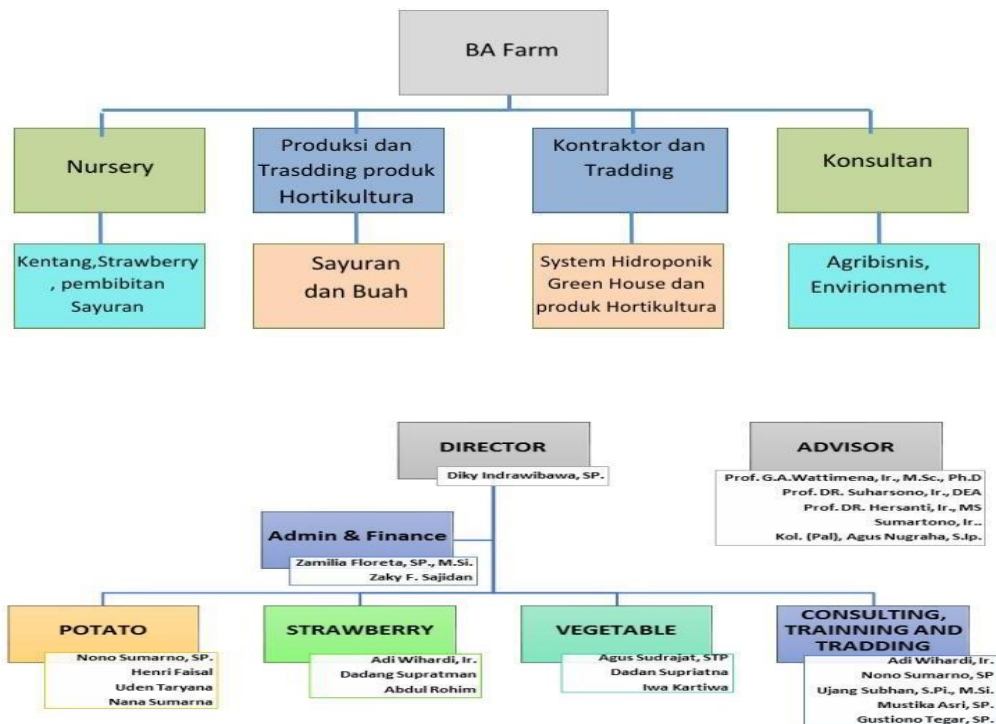 BA Farm
Nursery
Produksi dan
Trasdding produk
Hortikultura
Kontraktor dan
Tradding
Konsultan
Kentang,Strawberry
, pembibitan
Sayuran
Sayuran
dan Buah
System Hidroponik
Green House dan
produk Hortikultura
Agribisnis,
Envirionment
DIRECTOR
Diky Indrawibawa, SP.
ADVISOR
Prof. G.A.Wattimena, Ir., M.Sc., Ph.D
Prof. DR. Suharsono, Ir., DEA
Prof. DR. Hersanti, Ir., MS
Sumartono, Ir..
Kol. (Pal), Agus Nugraha, S.Ip.
Admin & Finance
Zamilia Floreta, SP., M.Si.
Zaky F. Sajidan
POTATO
Nono Sumarno, SP.
Henri Faisal
Uden Taryana
Nana Sumarna
STRAWBERRY
Adi Wihardi, Ir.
Dadang Supratman
Abdul Rohim
VEGETABLE
Agus Sudrajat, STP
Dadan Supriatna
Iwa Kartiwa
CONSULTING,
TRAINNING AND
TRADDING
Adi Wihardi, Ir.
Nono Sumarno, SP
Ujang Subhan, S.Pi., M.Si.
Mustika Asri, SP.
Gustiono Tegar, SP.